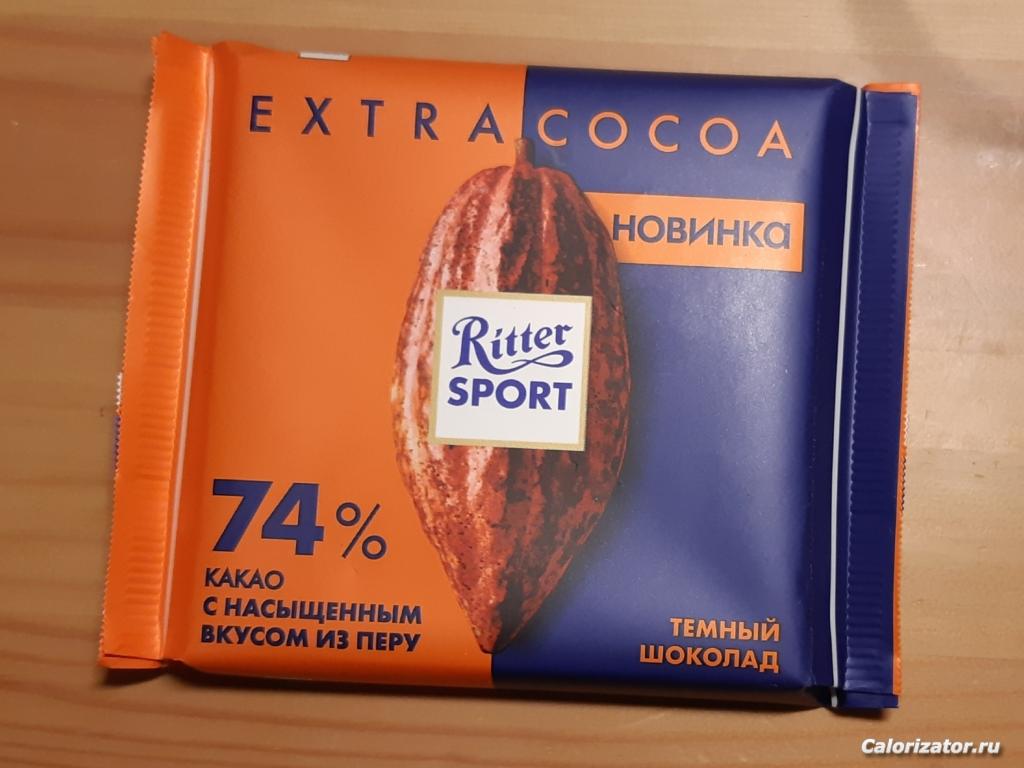 EXTRA COCOA
НОВИНКА
Ritter
SPORT
74%
КАКАО
С НАСЫЩЕННЫМ
ВКУСОМ ИЗ ПЕРУ
ТЕМНЫЙ
ШОКОЛАД
Calorizator.ru